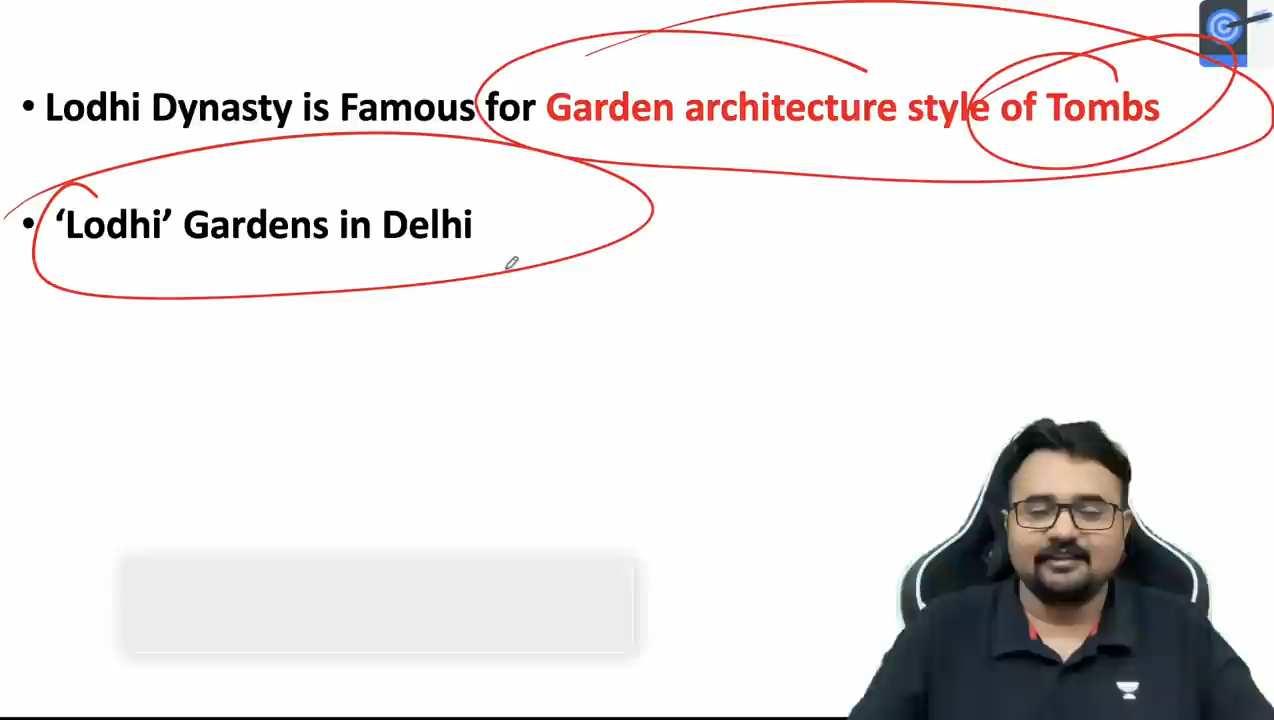 • Lodhi Dynasty is Famous for Garden architecture style of Tombs
• ‘Lodhi’ Gardens in Delhi